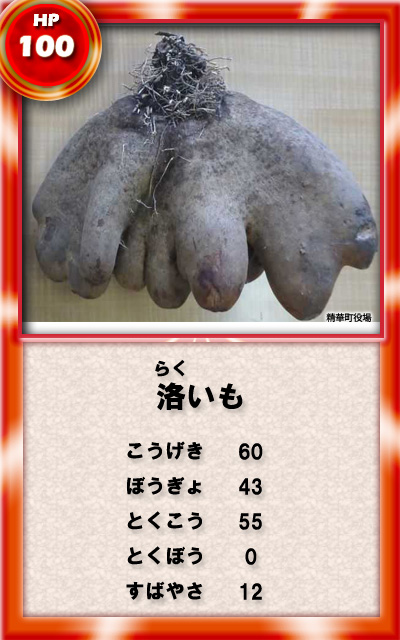 HP
100
精華町役場
らく
洛いも
こうげき 60
ぼうぎょ 43
とくこう 55
とくぼう 0
すばやさ 12